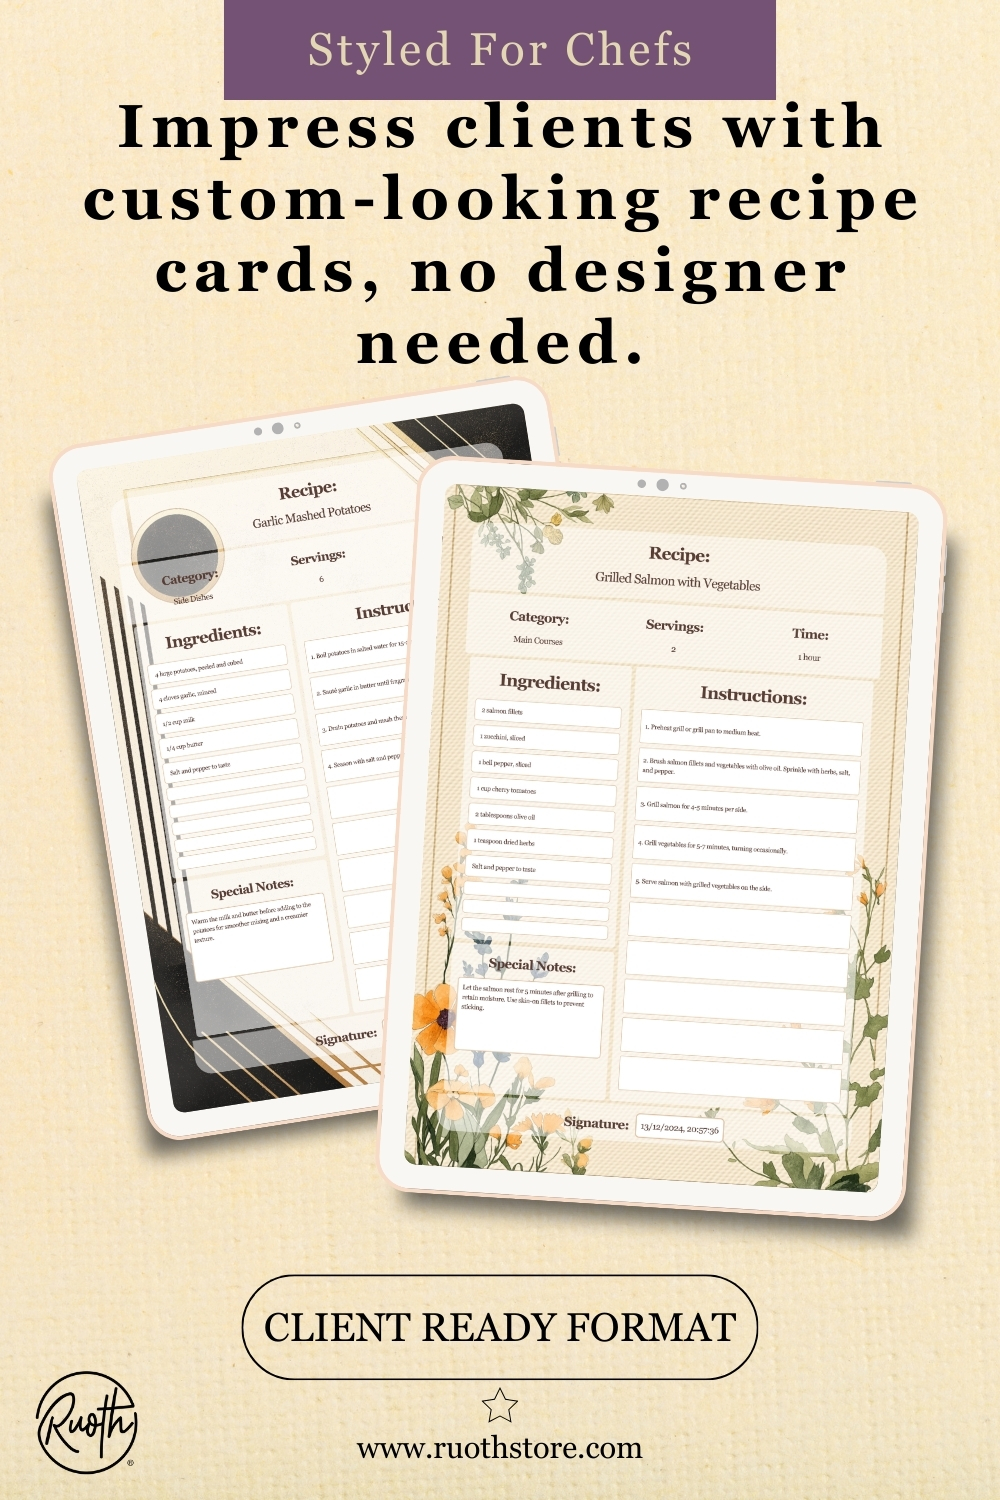 Styled For Chefs
Impress clients with
custom-looking recipe
cards, no designer
needed.
Recipe:
Garlic Mashed Potatoes
Category:
Side Dishes
Servings:
6
Ingredients:
4 large potatoes, peeled and cubed
4 cloves garlic, minced
1/2 cup milk
1/4 cup butter
Salt and pepper to taste
Special Notes:
Warm the milk and butter before adding to the
potatoes for smoother mixing and a creamier
texture.
1. Boil potatoes in salted water for
2. Sauté garlic in butter until
3. Drain potatoes and mash
4. Season with salt and
Signature:
Recipe:
Grilled Salmon with Vegetables
Category:
Main Courses
Servings:
2
Time:
1 hour
Ingredients:
2 salmon fillets
1 zucchini, sliced
1 bell pepper, sliced
1 cup cherry tomatoes
2 tablespoons olive oil
1 teaspoon dried herbs
Salt and pepper to taste
Special Notes:
Let the salmon rest for 5 minutes after grilling to
retain moisture. Use skin-on fillets to prevent
sticking.
Instructions:
1. Preheat grill or grill pan to medium heat.
2. Brush salmon fillets and vegetables with olive oil. Sprinkle with herbs, salt,
and pepper.
3. Grill salmon for 4-5 minutes per side.
4. Grill vegetables for 5-7 minutes, turning occasionally.
5. Serve salmon with grilled vegetables on the side.
Signature:
13/12/2024, 20:57:36
CLIENT READY FORMAT
Ruoth
®
www.ruothstore.com